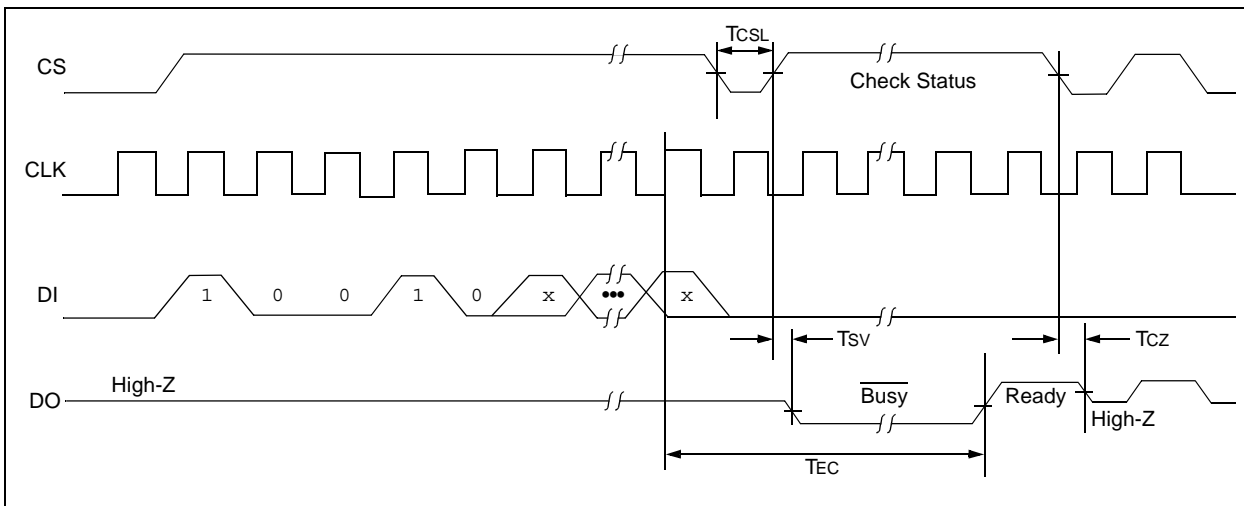 TCSL
CS
Check Status
CLK
DI
1 0 0 1 0 x ••• x
TSV
TCZ
High-Z
DO
Busy
Ready
High-Z
TEC